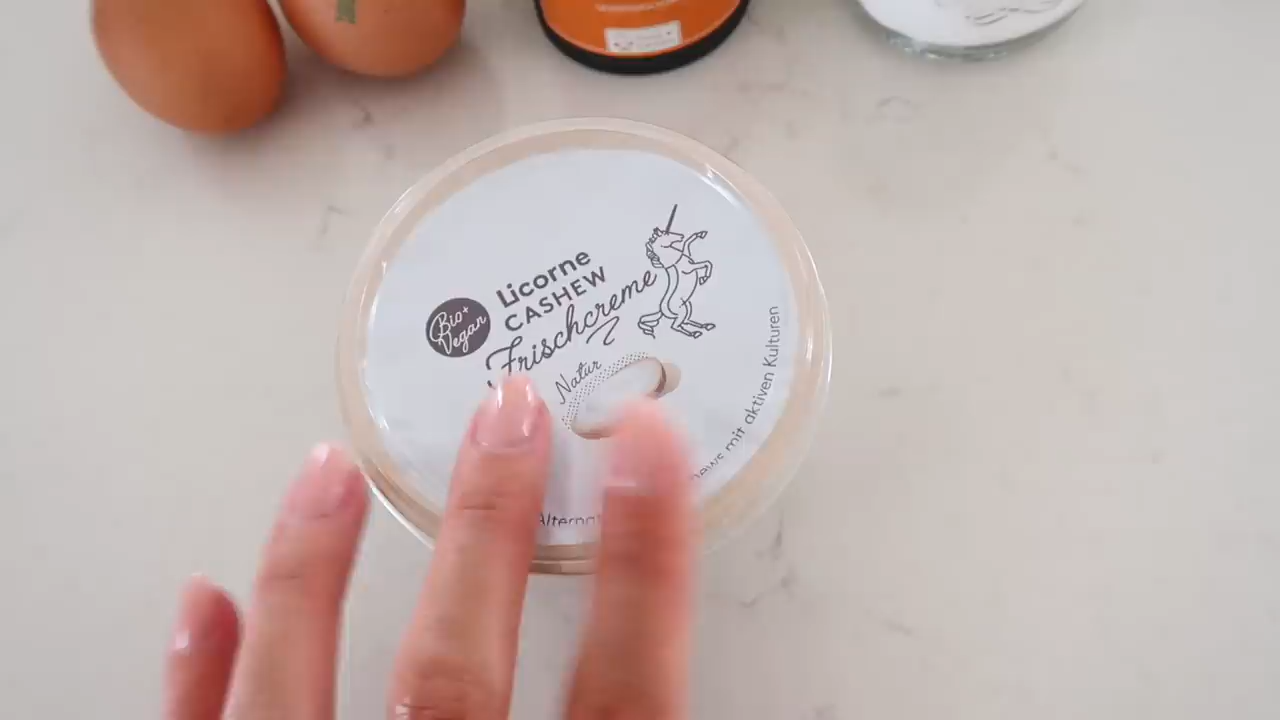 Bio+
Vegan
Licorne
CASHEW
Frischcreme
Natur
mit aktiven Kulturen